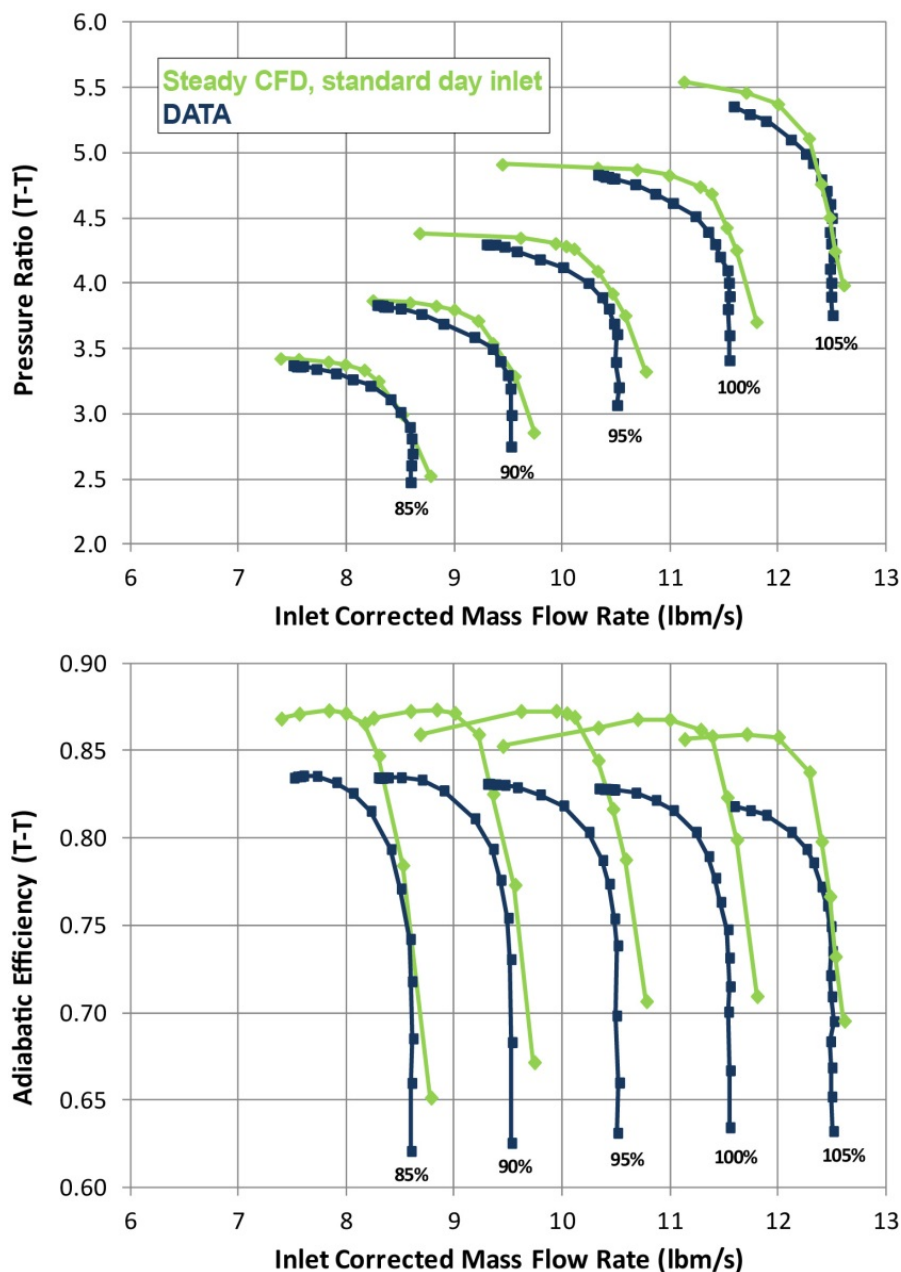 6.0
5.5
5.0
4.5
4.0
3.5
3.0
2.5
2.0
Pressure Ratio (T-T)
Steady CFD, standard day inlet
DATA
105%
100%
95%
90%
85%
6 7 8 9 10 11 12 13
Inlet Corrected Mass Flow Rate (lbm/s)
0.90
0.85
0.80
0.75
0.70
0.65
0.60
Adiabatic Efficiency (T-T)
85% 90% 95% 100% 105%
6 7 8 9 10 11 12 13
Inlet Corrected Mass Flow Rate (lbm/s)